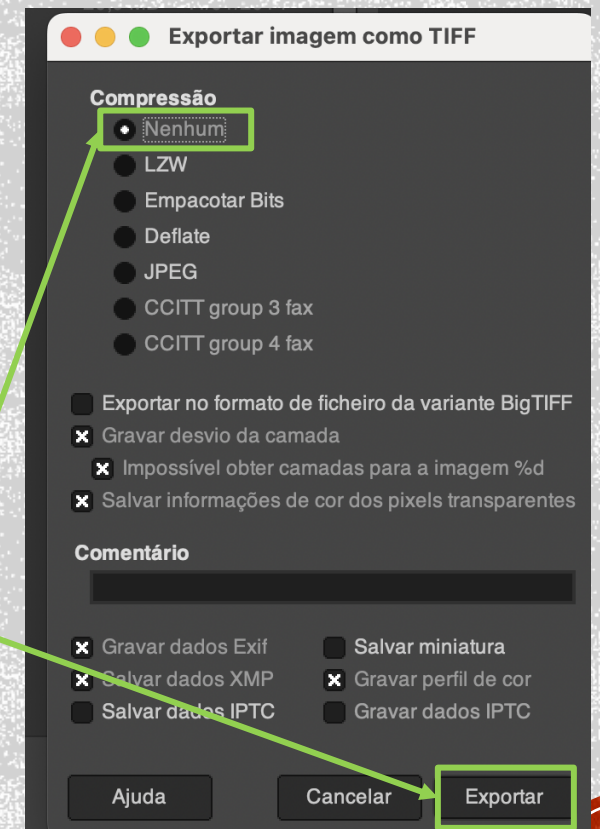 Exportar imagem como TIFF
Compressão
Nenhum
LZW
Empacotar Bits
Deflate
JPEG
CCITT group 3 fax
CCITT group 4 fax
Exportar no formato de ficheiro da variante BigTIFF
Gravar desvio da camada
Impossível obter camadas para a imagem %d
Salvar informações de cor dos pixels transparentes
Comentário
Gravar dados Exif Salvar miniatura
Salvar dados XMP Gravar perfil de cor
Salvar dados IPTC Gravar dados IPTC
Ajuda Cancelar Exportar